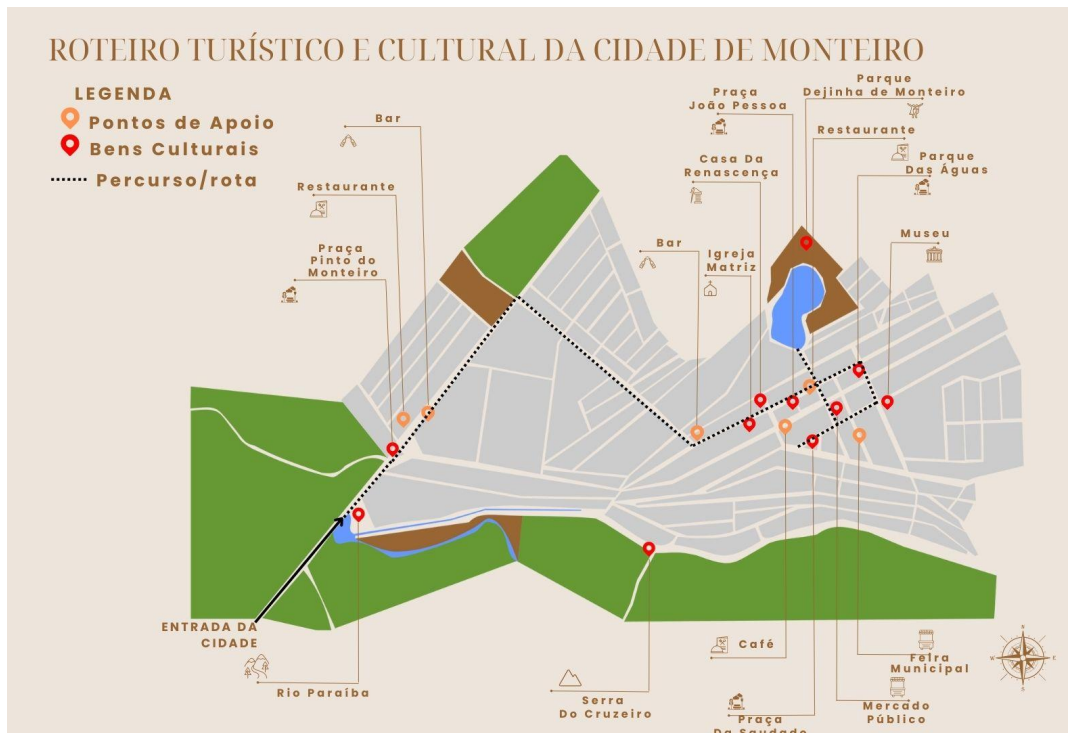 ROTEIRO TURÍSTICO E CULTURAL DA CIDADE DE MONTEIRO
LEGENDA
Pontos de Apoio
Bens Culturais
Percurso/rota
Bar
Restaurante
Praça
Pinto do
Monteiro
Praça
João Pessoa
Parque
Dejinha de Monteiro
Restaurante
Casa Da
Renascença
Parque
Das Águas
Bar
Igreja
Matriz
Museu
ENTRADA DA
CIDADE
Rio Paraíba
Serra
Do Cruzeiro
Café
Praça
Da Saudade
Feira
Municipal
Mercado
Público
N
W
E
S